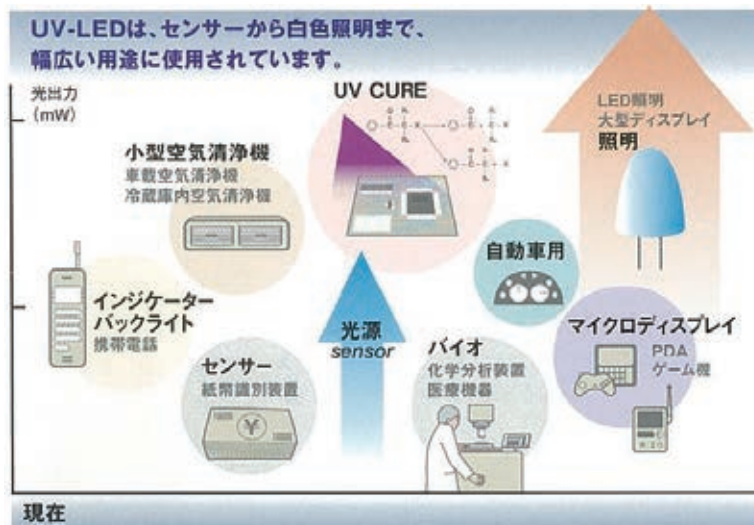 UV-LEDは、センサーから白色照明まで、
幅広い用途に使用されています。
光出力
(mW)
UV CURE
LED照明
大型ディスプレイ
照明
小型空気清浄機
車載空気清浄機
冷蔵庫内空気清浄機
自動車用
インジケーター
バックライト
携帯電話
光源
sensor
マイクロディスプレイ
PDA
ゲーム機
センサー
紙幣識別装置
¥
バイオ
化学分析装置
医療機器
現在